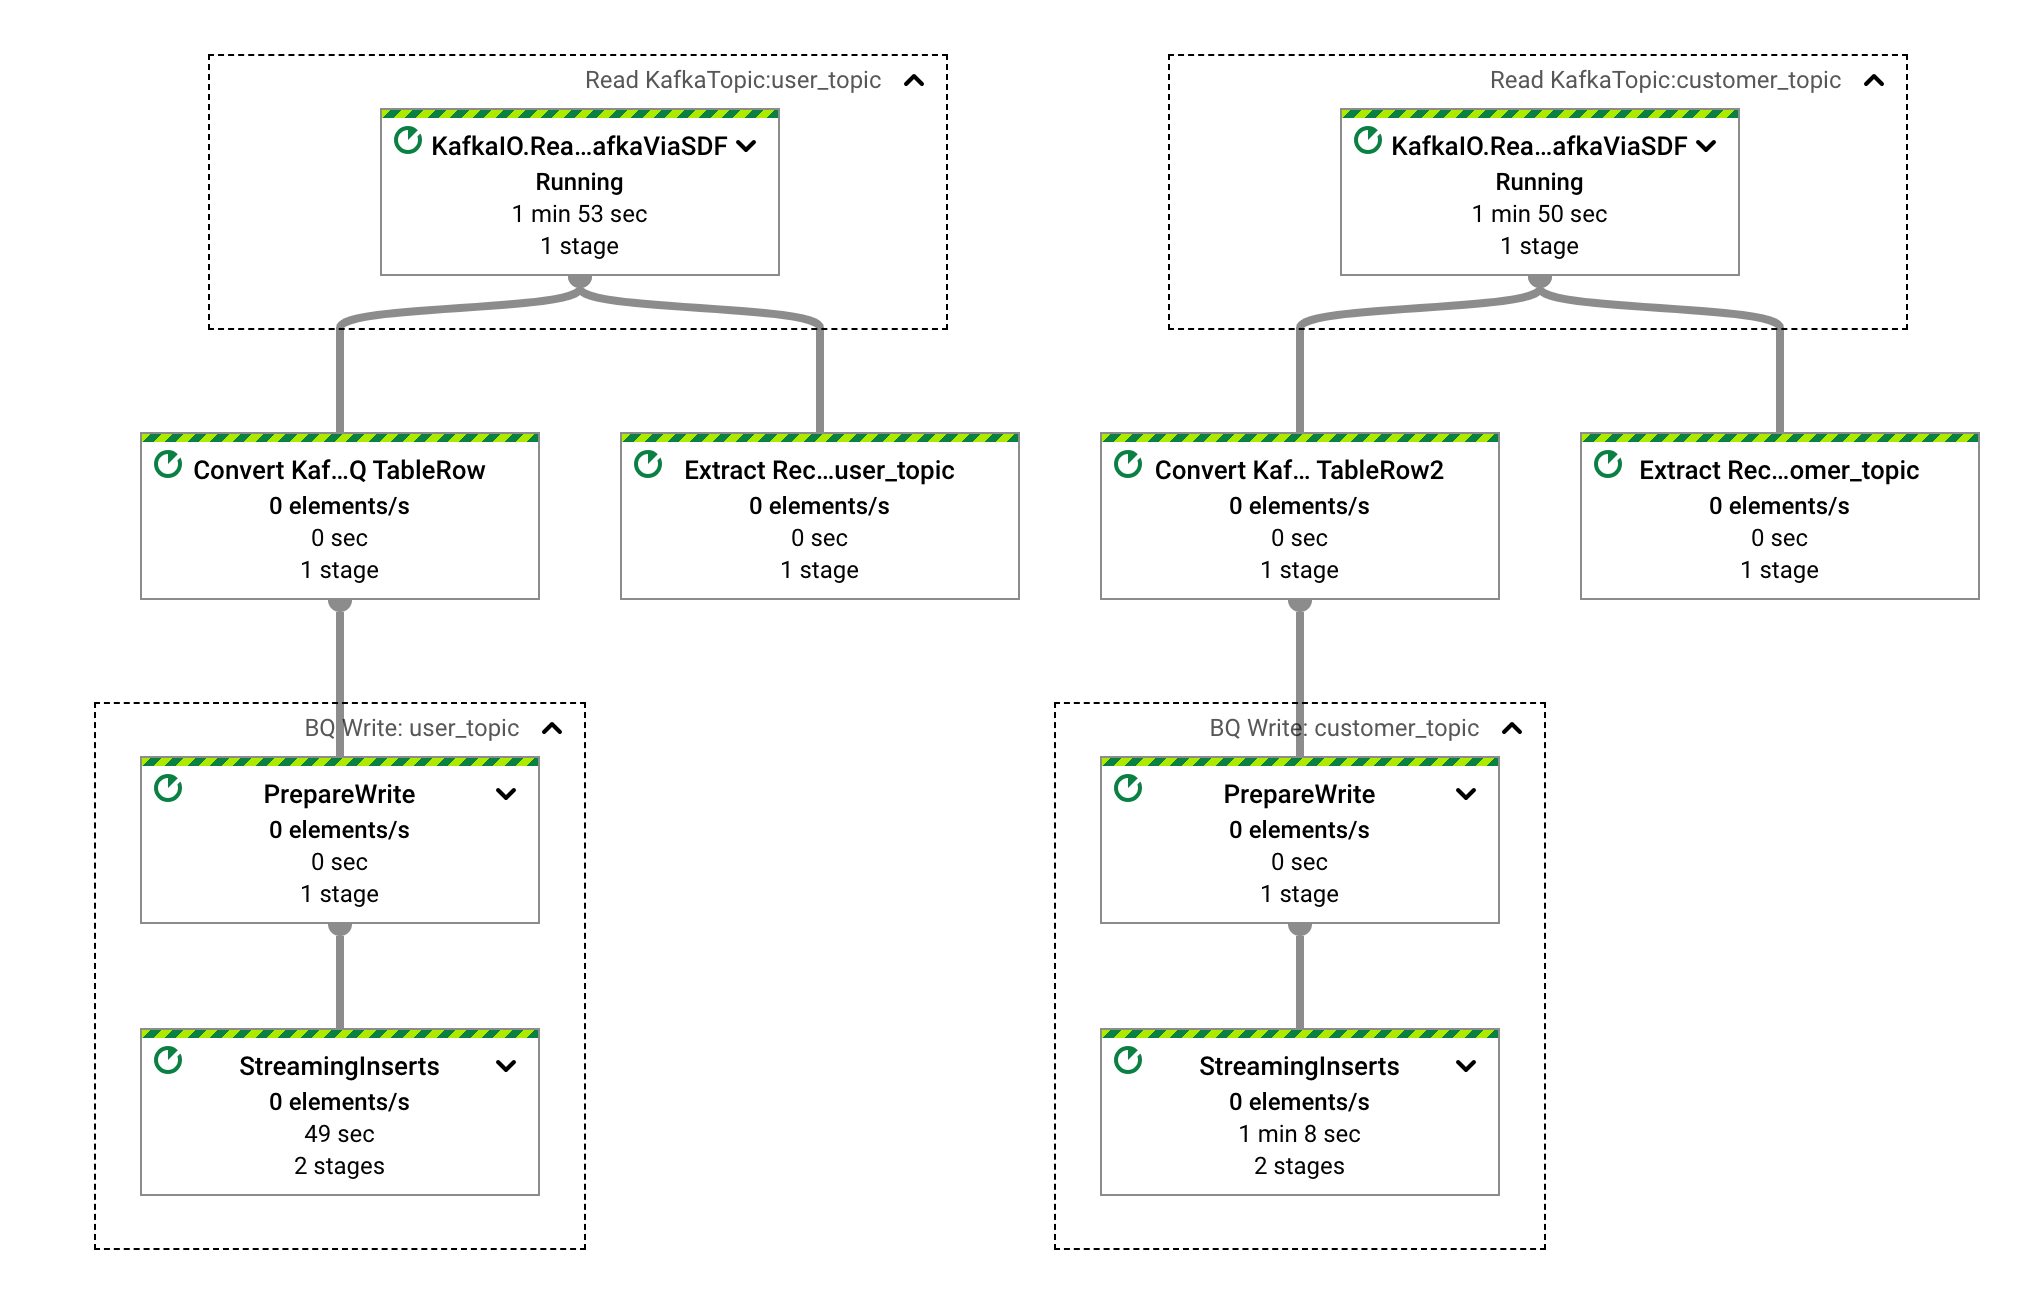 Read KafkaTopic:user_topic
KafkaIO.Rea...afkaViaSDF
Running
1 min 53 sec
1 stage
Read KafkaTopic:customer_topic
KafkaIO.Rea...afkaViaSDF
Running
1 min 50 sec
1 stage
Convert Kaf...Q TableRow
0 elements/s
0 sec
1 stage
Extract Rec...user_topic
0 elements/s
0 sec
1 stage
Convert Kaf... TableRow2
0 elements/s
0 sec
1 stage
Extract Rec...omer_topic
0 elements/s
0 sec
1 stage
BQ Write: user_topic
PrepareWrite
0 elements/s
0 sec
1 stage
StreamingInserts
0 elements/s
49 sec
2 stages
BQ Write: customer_topic
PrepareWrite
0 elements/s
0 sec
1 stage
StreamingInserts
0 elements/s
1 min 8 sec
2 stages